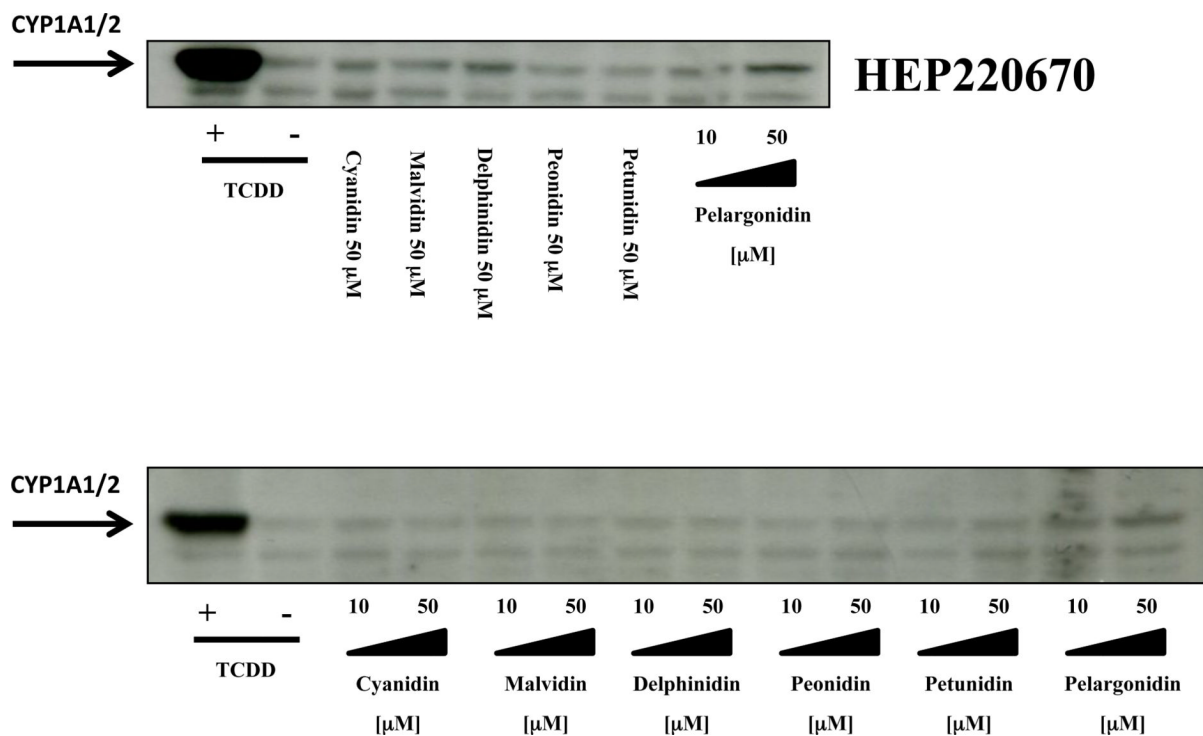 CYP1A1/2
HEP220670
+ -
TCDD
Cyanidin 50 μM
Malvidin 50 μM
Delphinidin 50 μM
Peonidin 50 μM
Petunidin 50 μM
10 50
Pelargonidin
[μM]
CYP1A1/2
+ -
TCDD
10 50
Cyanidin
[μM]
10 50
Malvidin
[μM]
10 50
Delphinidin
[μM]
10 50
Peonidin
[μM]
10 50
Petunidin
[μM]
10 50
Pelargonidin
[μM]